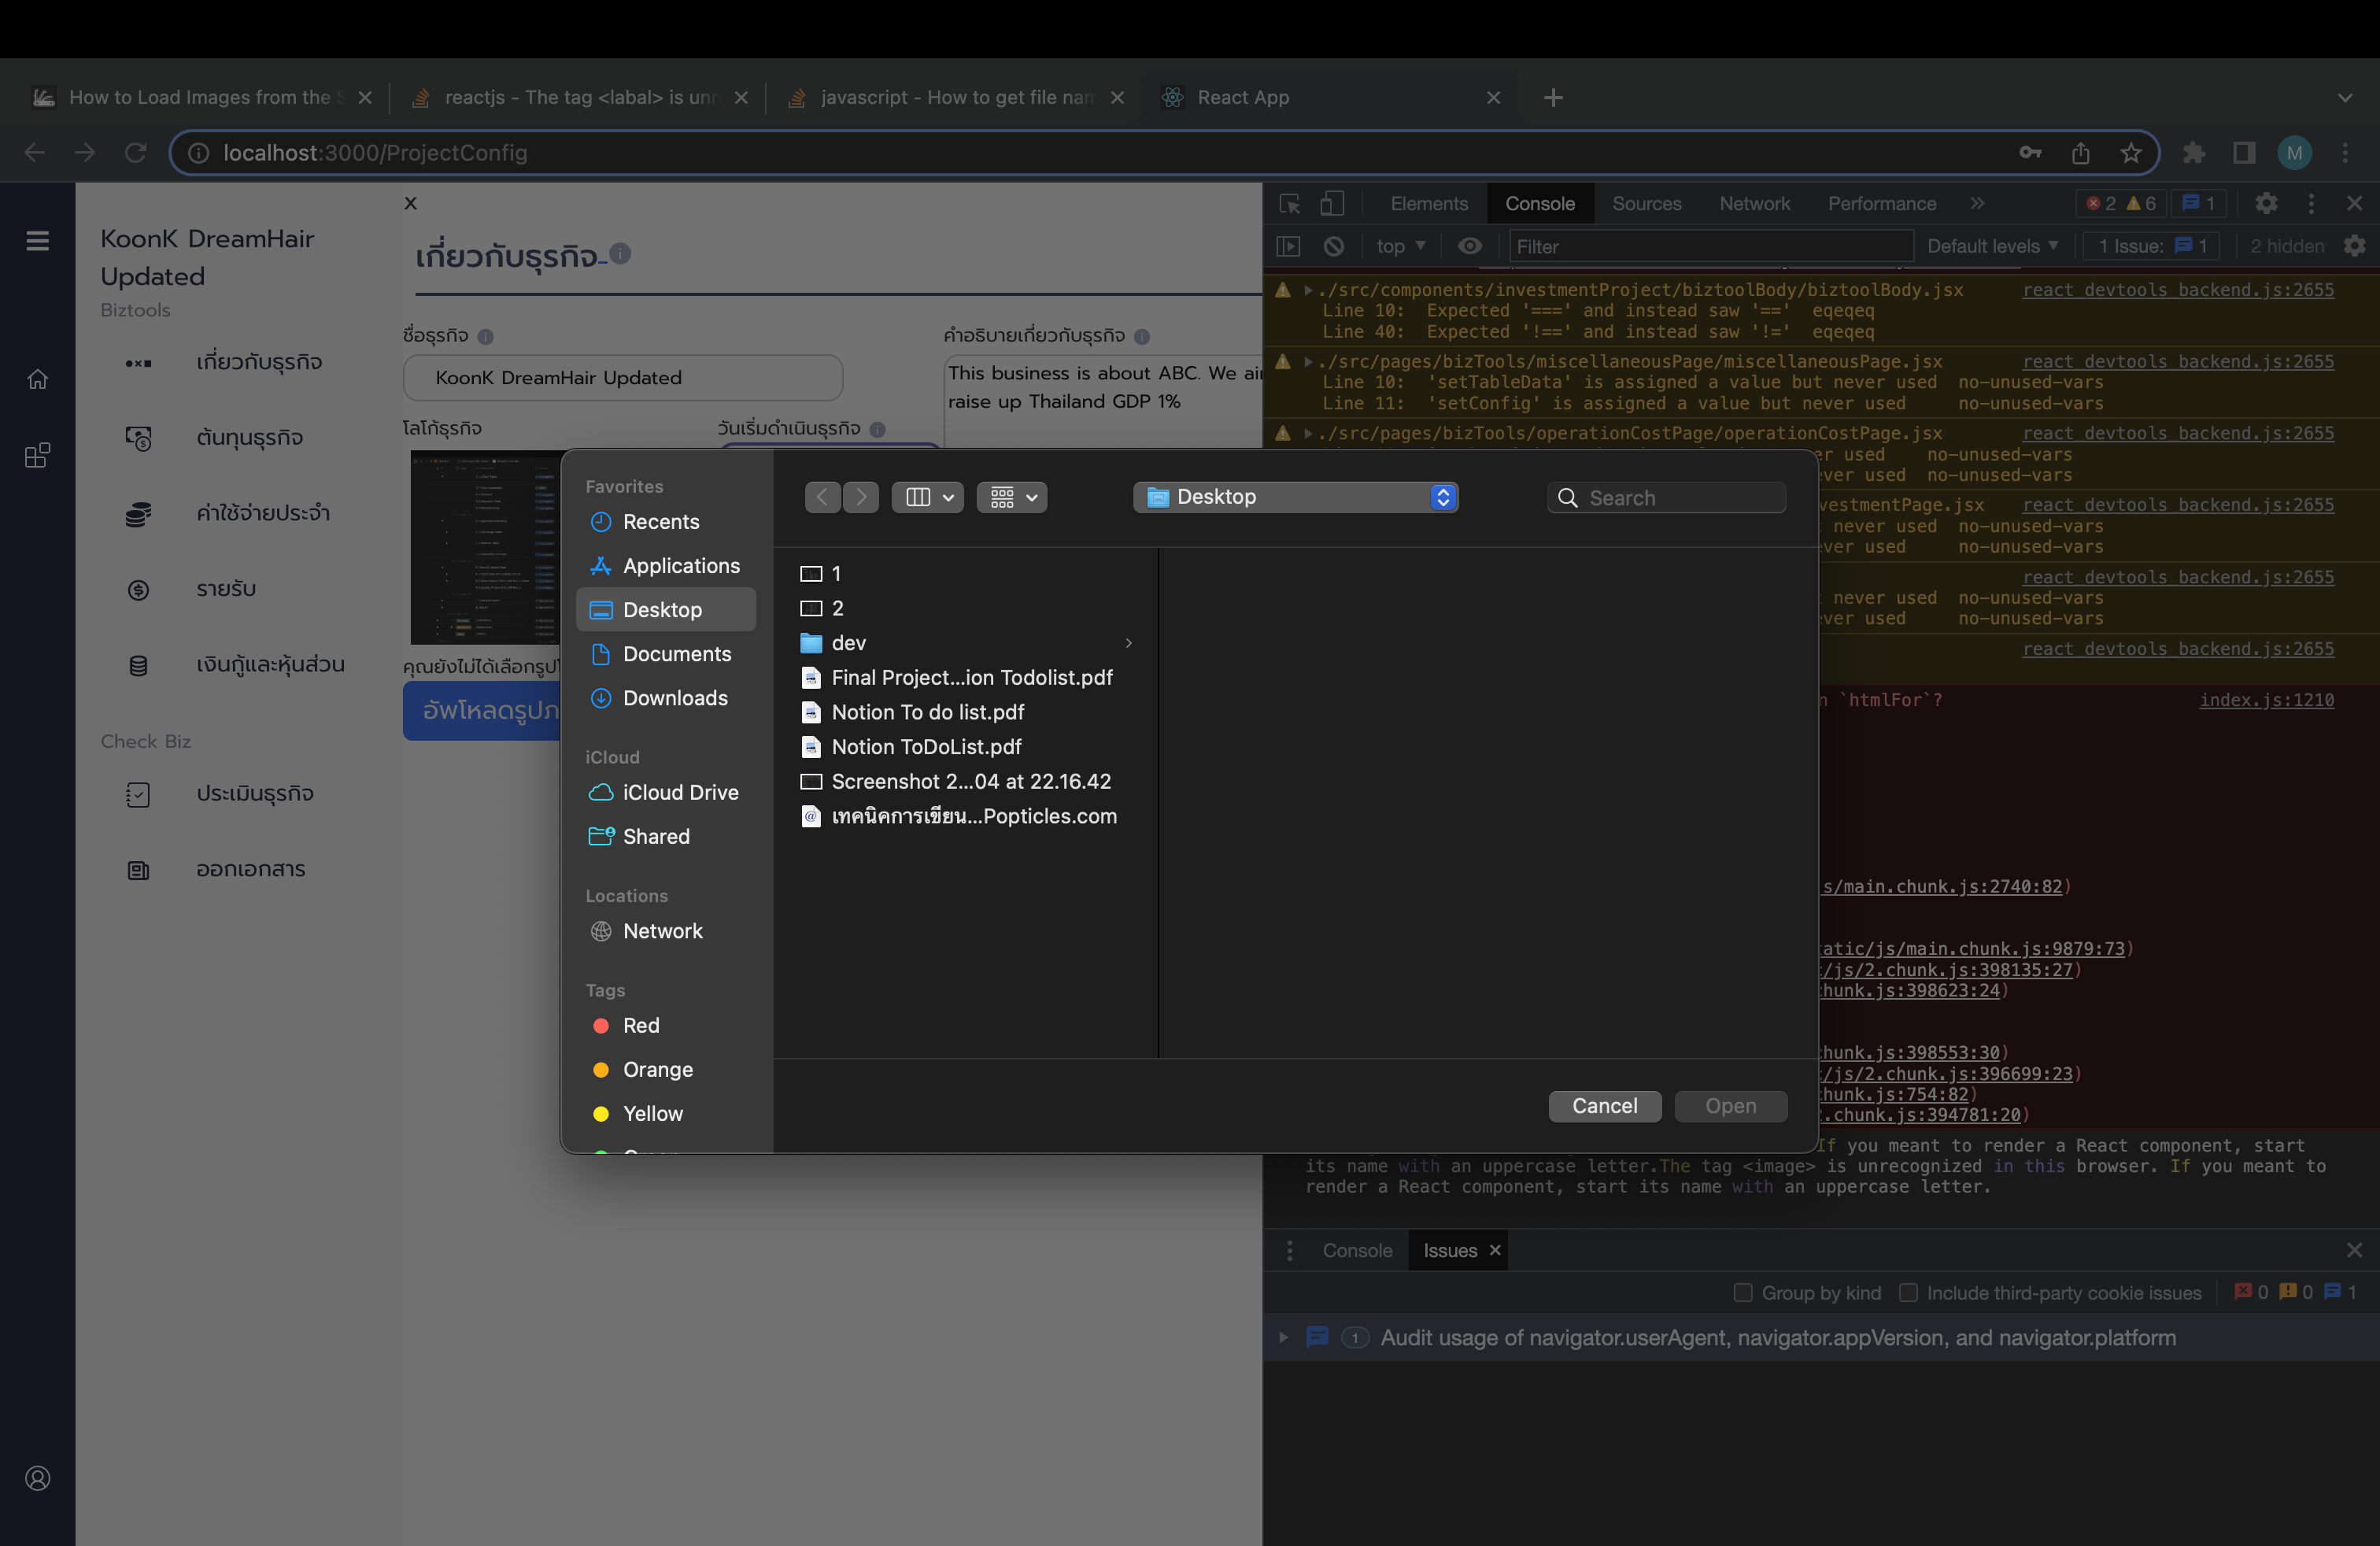 How to Load Images from the S
reactjs - The tag <labal> is unr
javascript - How to get file nam
React App
localhost:3000/ProjectConfig
M
KoonK DreamHair
Updated
Biztools
เกี่ยวกับธุรกิจ
ต้นทุนธุรกิจ
ค่าใช้จ่ายประจำ
รายรับ
เงินกู้และหุ้นส่วน
Check Biz
ประเมินธุรกิจ
ออกเอกสาร
x
เกี่ยวกับธุรกิจ
ชื่อธุรกิจ
KoonK DreamHair Updated
คำอธิบายเกี่ยวกับธุรกิจ
This business is about ABC. We ai
raise up Thailand GDP 1%
โลโก้ธุรกิจ
วันเริ่มดำเนินธุรกิจ
คุณยังไม่ได้เลือกรูป
อัพโหลดรูปภ
Favorites
Recents
Applications
Desktop
Documents
Downloads
iCloud
iCloud Drive
Shared
Locations
Network
Tags
Red
Orange
Yellow
Desktop
Search
1
2
dev
Final Project...ion Todolist.pdf
Notion To do list.pdf
Notion ToDoList.pdf
Screenshot 2...04 at 22.16.42
เทคนิคการเขียน...Popticles.com
Cancel
Open
Elements
Console
Sources
Network
Performance
2
6
1
top
Filter
Default levels
1 Issue:
1
2 hidden
./src/components/investmentProject/biztoolBody/biztoolBody.jsx react_devtools_backend.js:2655
Line 10: Expected '===' and instead saw '==' eqeqeq
Line 40: Expected '!==' and instead saw '!=' eqeqeq
./src/pages/bizTools/miscellaneousPage/miscellaneousPage.jsx react_devtools_backend.js:2655
Line 10: 'setTableData' is assigned a value but never used no-unused-vars
Line 11: 'setConfig' is assigned a value but never used no-unused-vars
./src/pages/bizTools/operationCostPage/operationCostPage.jsx react_devtools_backend.js:2655
er used no-unused-vars
ver used no-unused-vars
vestmentPage.jsx react_devtools_backend.js:2655
never used no-unused-vars
ver used no-unused-vars
react_devtools_backend.js:2655
never used no-unused-vars
ver used no-unused-vars
react_devtools_backend.js:2655
n `htmlFor`? index.js:1210
s/main.chunk.js:2740:82)
tatic/js/main.chunk.js:9879:73)
/js/2.chunk.js:398135:27)
hunk.js:398623:24)
hunk.js:398553:30)
/js/2.chunk.js:396699:23)
hunk.js:754:82)
.chunk.js:394781:20)
If you meant to render a React component, start
its name with an uppercase letter.The tag <image> is unrecognized in this browser. If you meant to
render a React component, start its name with an uppercase letter.
Console
Issues
Group by kind
Include third-party cookie issues
0
0
1
1
Audit usage of navigator.userAgent, navigator.appVersion, and navigator.platform